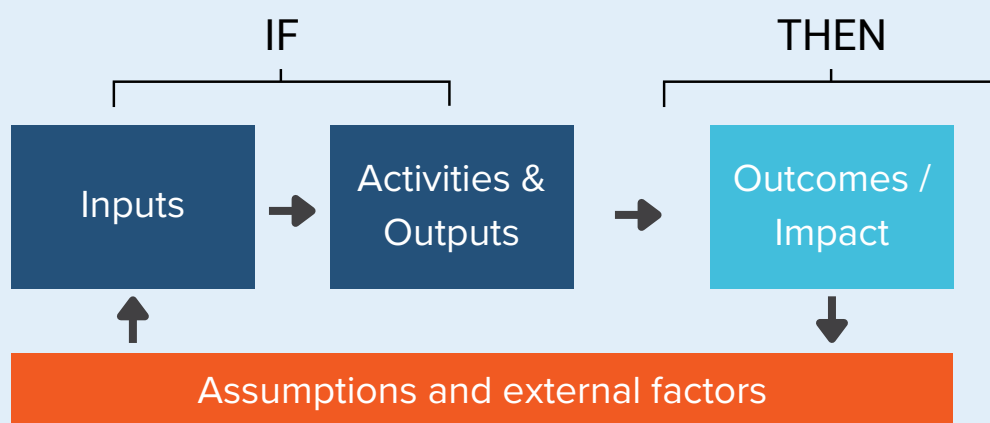 IF
THEN
Inputs
Activities &
Outputs
Outcomes /
Impact
Assumptions and external factors